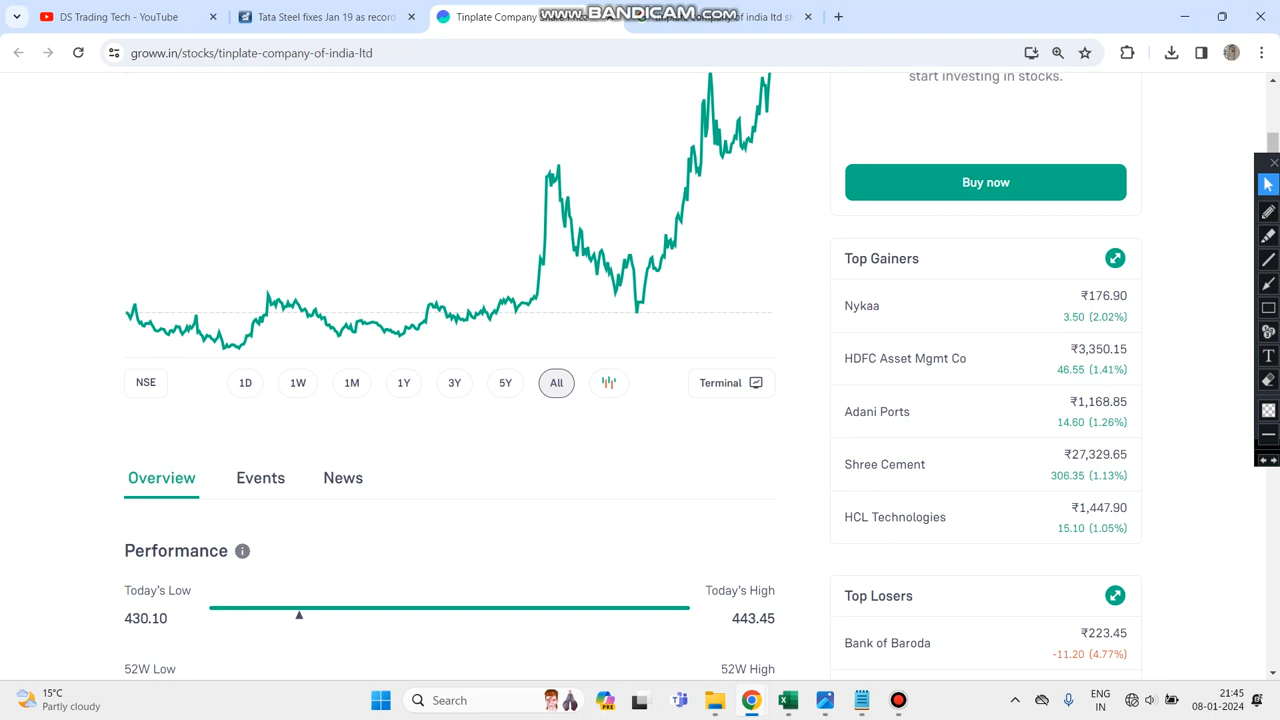 DS Trading Tech - YouTube
Tata Steel fixes Jan 19 as record
Tinplate Company
of india ltd s
www.BANDICAM.com
groww.in/stocks/tinplate-company-of-india-ltd
start investing in stocks.
Buy now
NSE
1D
1W
1M
1Y
3Y
5Y
All
Terminal
Overview
Events
News
Performance
Today's Low
Today's High
430.10
443.45
52W Low
52W High
Top Gainers
Nykaa
₹176.90
3.50 (2.02%)
HDFC Asset Mgmt Co
₹3,350.15
46.55 (1.41%)
Adani Ports
₹1,168.85
14.60 (1.26%)
Shree Cement
₹27,329.65
306.35 (1.13%)
HCL Technologies
₹1,447.90
15.10 (1.05%)
Top Losers
Bank of Baroda
₹223.45
-11.20 (4.77%)
15°C
Partly cloudy
Search
PRE
ENG
IN
21:45
08-01-2024